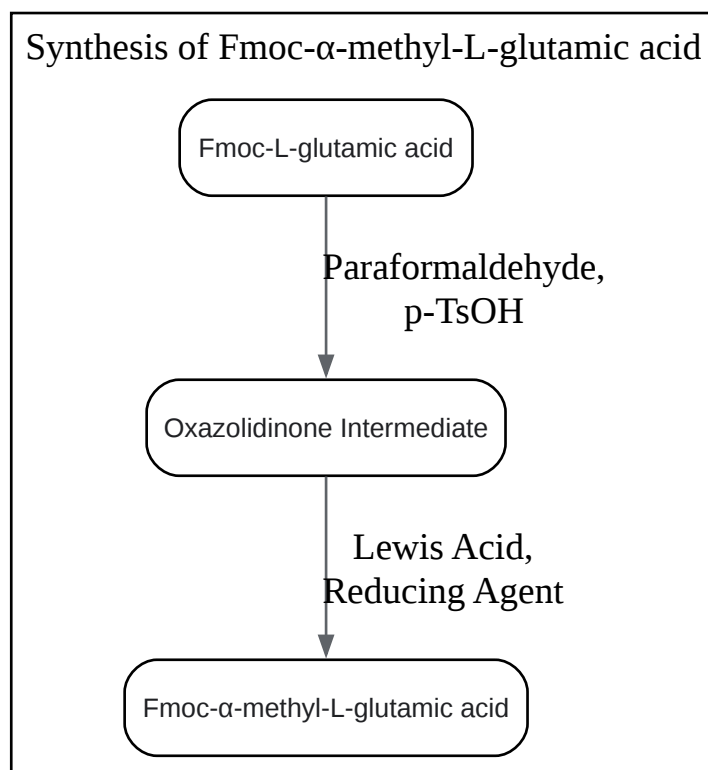 Synthesis of Fmoc-α-methyl-L-glutamic acid
Fmoc-L-glutamic acid
Paraformaldehyde,
p-TsOH
Oxazolidinone Intermediate
Lewis Acid,
Reducing Agent
Fmoc-α-methyl-L-glutamic acid